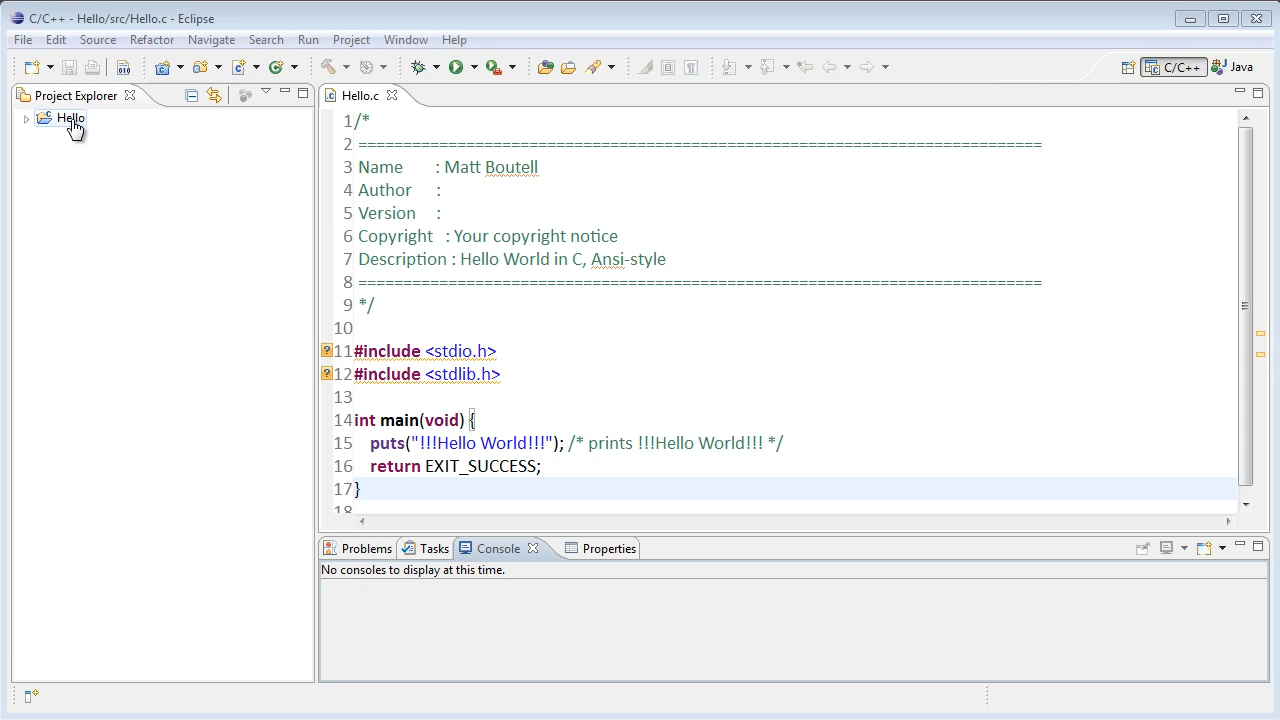 C/C++ - Hello/src/Hello.c - Eclipse
File Edit Source Refactor Navigate Search Run Project Window Help
010
C/C++ Java
Project Explorer
Hello
Hello.c
1 /*
2 ============================================================================
3 Name : Matt Boutell
4 Author :
5 Version :
6 Copyright : Your copyright notice
7 Description : Hello World in C, Ansi-style
8 ============================================================================
9 */
10
11 #include <stdio.h>
12 #include <stdlib.h>
13
14 int main(void) {
15 puts("!!!Hello World!!!"); /* prints !!!Hello World!!! */
16 return EXIT_SUCCESS;
17 }
18
Problems Tasks Console Properties
No consoles to display at this time.